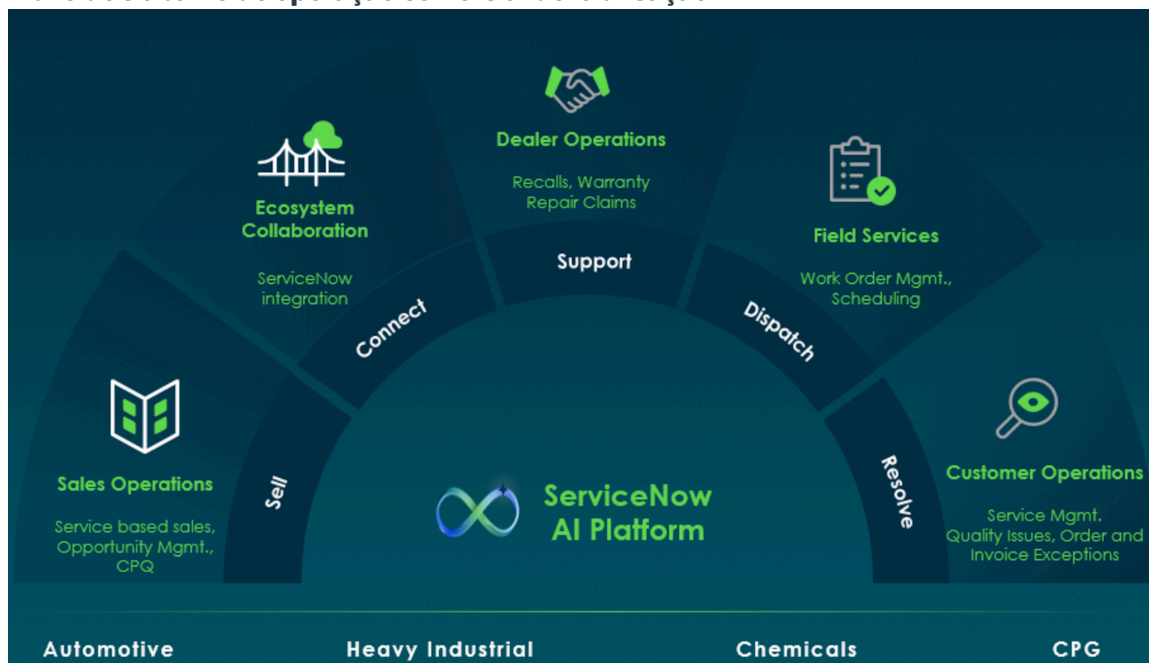 Sales Operations
Service based sales,
Opportunity Mgmt.,
CPQ
Sell
Ecosystem
Collaboration
ServiceNow
integration
Connect
Dealer Operations
Recalls, Warranty
Repair Claims
Support
Field Services
Work Order Mgmt.,
Scheduling
Dispatch
Customer Operations
Service Mgmt.
Quality Issues, Order and
Invoice Exceptions
Resolve
ServiceNow
AI Platform
Automotive
Heavy Industrial
Chemicals
CPG